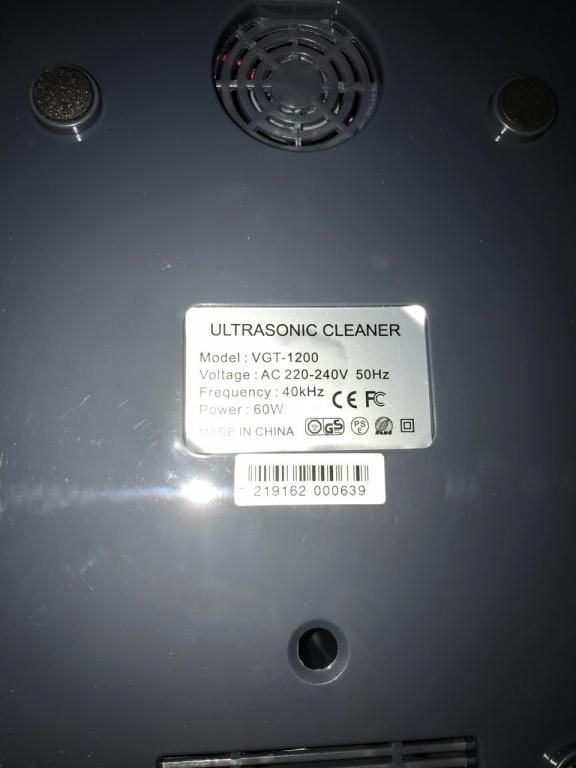 ULTRASONIC CLEANER
Model : VGT-1200
Voltage : AC 220-240V 50Hz
Frequency : 40kHz
Power : 60W
CE FC
MADE IN CHINA
GS
PS
E
219162 000639